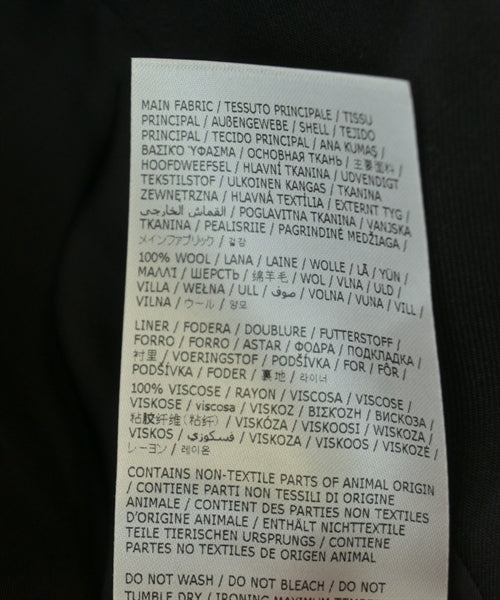 MAIN FABRIC / TESSUTO PRINCIPALE / TISSU
PRINCIPAL / AUßENGEWEBE / SHELL / TEJIDO
PRINCIPAL / TECIDO PRINCIPAL / ANA KUMAŞ /
ΒΑΣΙΚΟ ΎΦΑΣΜΑ / ОСНОВНАЯ ТКАНЬ / 主要面料 /
HOOFDWEEFSEL / HLAVNÍ TKANINA / UDVENDIGT
TEKSTILSTOF / ULKOINEN KANGAS / TKANINA
ZEWNĘTRZNA / HLAVNÁ TEXTÍLIA / EXTERNT TYG /
القماش الخارجي / POGLAVITNA TKANINA / VANJSKA
TKANINA / PEALISRIIE / PAGRINDINĖ MEDŽIAGA /
メインファブリック / 겉감
100% WOOL / LANA / LAINE / WOLLE / LÃ / YÜN /
ΜΑΛΛΙ / ШЕРСТЬ / 绵羊毛 / WOL / VLNA / ULD /
VILLA / WEŁNA / ULL / صوف / VOLNA / VUNA / VILL /
VILNA / ウール / 양모
LINER / FODERA / DOUBLURE / FUTTERSTOFF /
FORRO / FORRO / ASTAR / ΦΟΔΡΑ / ПОДКЛАДКА /
衬里 / VOERINGSTOF / PODŠÍVKA / FOR / FÔR /
PODŠÍVKA / FODER / 裏地 / 라이너
100% VISCOSE / RAYON / VISCOSA / VISCOSE /
VISKOSE / viscosa / VISKOZ / ΒΙΣΚΟΖΗ / ВИСКОЗА /
粘胶纤维(粘纤) / VISKÓZA / VISKOOSI / WISKOZA /
VISKOS / فسكوزي / VISKOZA / VISKOOS / VISKOZĖ /
レーヨン / 레이온
CONTAINS NON-TEXTILE PARTS OF ANIMAL ORIGIN
/ CONTIENE PARTI NON TESSILI DI ORIGINE
ANIMALE / CONTIENT DES PARTIES NON TEXTILES
D'ORIGINE ANIMALE / ENTHÄLT NICHTTEXTILE
TEILE TIERISCHEN URSPRUNGS / CONTIENE
PARTES NO TEXTILES DE ORIGEN ANIMAL
DO NOT WASH / DO NOT BLEACH / DO NOT
TUMBLE DRY / IRONING MAXIMUM